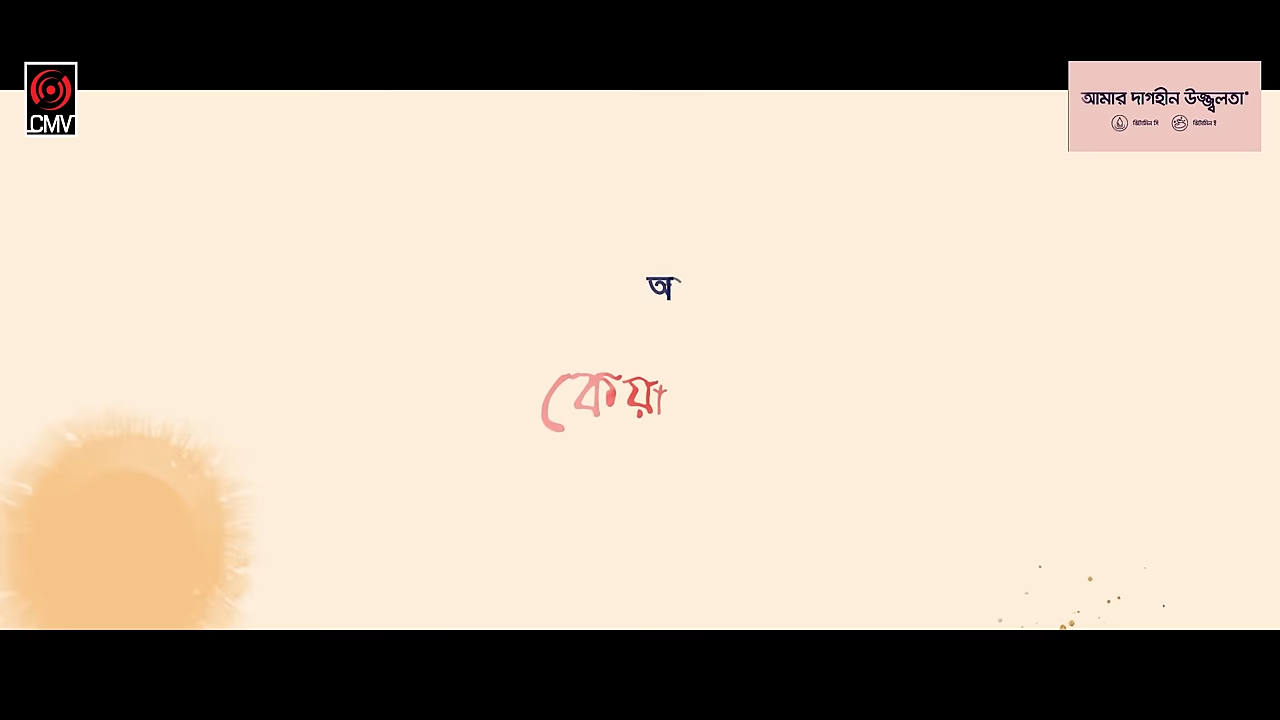 CMV
আমার দাগহীন উজ্জ্বলতা*
ভিটামিন সি ভিটামিন ই
অ
কেয়া